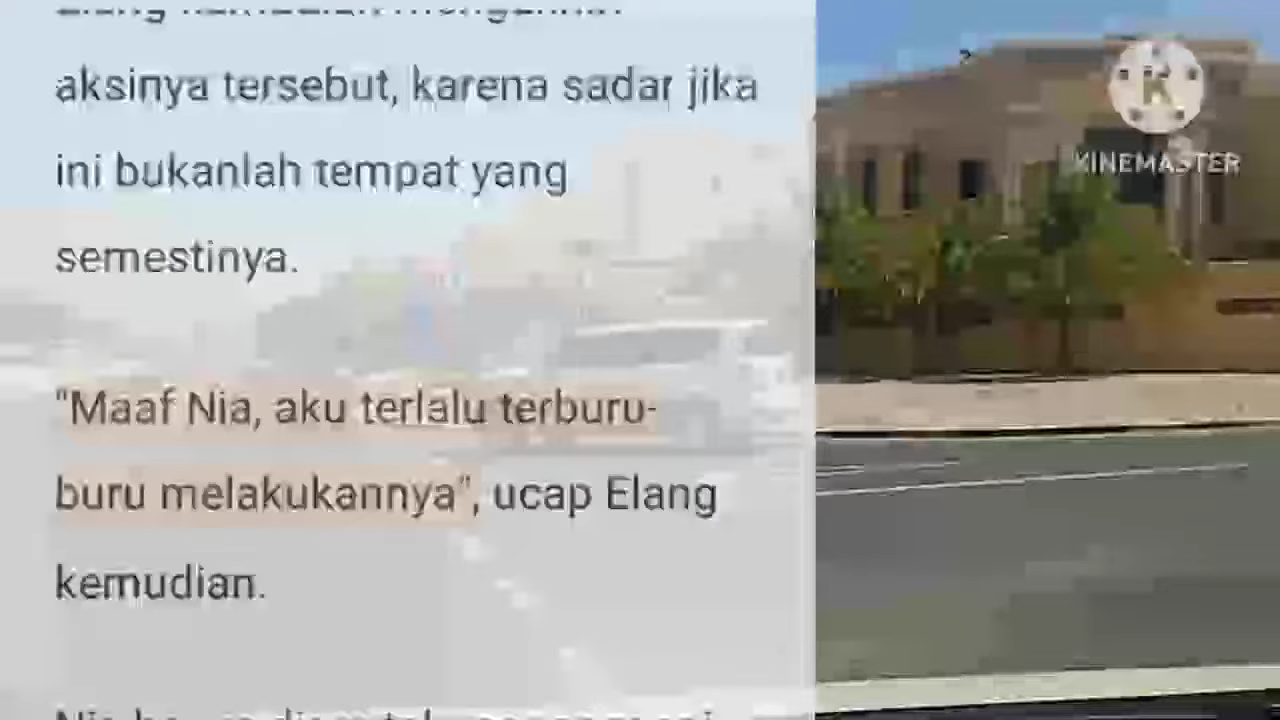 aksinya tersebut, karena sadar jika
ini bukanlah tempat yang
semestinya.
"Maaf Nia, aku terlalu terburu-
buru melakukannya", ucap Elang
kemudian.
KINEMASTER